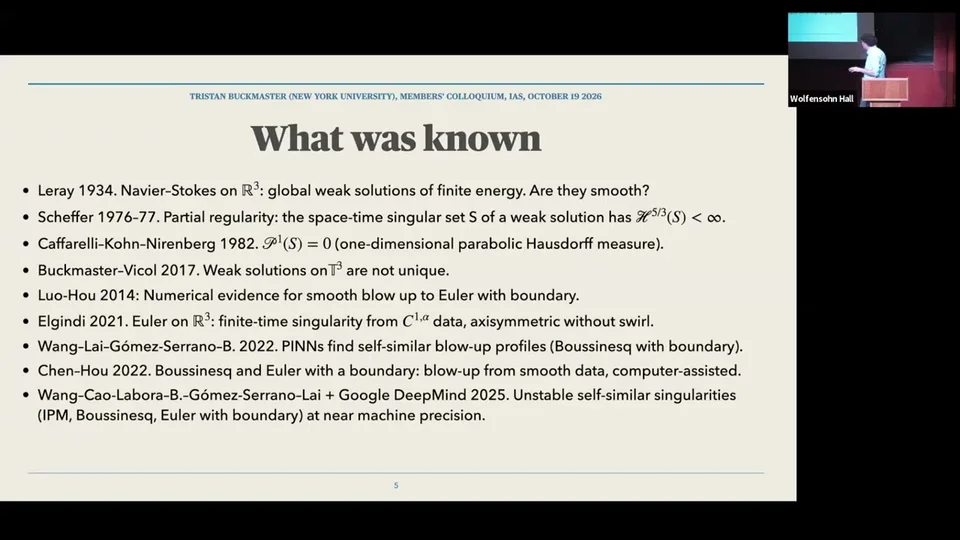 TRISTAN BUCKMASTER (NEW YORK UNIVERSITY), MEMBERS' COLLOQUIUM, IAS, OCTOBER 19 2026
What was known
• Leray 1934. Navier–Stokes on ℝ³: global weak solutions of finite energy. Are they smooth?
• Scheffer 1976–77. Partial regularity: the space-time singular set S of a weak solution has ℋ^{5/3}(S) < ∞.
• Caffarelli–Kohn–Nirenberg 1982. 𝒫¹(S) = 0 (one-dimensional parabolic Hausdorff measure).
• Buckmaster–Vicol 2017. Weak solutions on𝕋³ are not unique.
• Luo-Hou 2014: Numerical evidence for smooth blow up to Euler with boundary.
• Elgindi 2021. Euler on ℝ³: finite-time singularity from C^{1,α} data, axisymmetric without swirl.
• Wang–Lai–Gómez-Serrano–B. 2022. PINNs find self-similar blow-up profiles (Boussinesq with boundary).
• Chen–Hou 2022. Boussinesq and Euler with a boundary: blow-up from smooth data, computer-assisted.
• Wang–Cao-Labora–B.–Gómez-Serrano–Lai + Google DeepMind 2025. Unstable self-similar singularities
(IPM, Boussinesq, Euler with boundary) at near machine precision.
5
Wolfensohn Hall